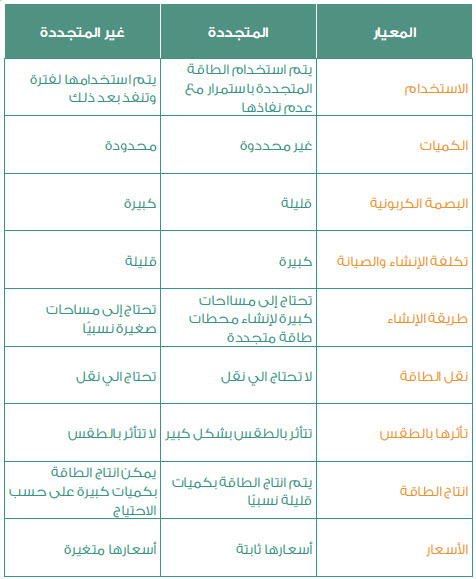 المعيار
المتجددة
غير المتجددة
الاستخدام
يتم استخدام الطاقة
المتجددة باستمرار مع
عدم نفاذها
يتم استخدامها لفترة
وتنفذ بعد ذلك
الكميات
غير محددوة
محدودة
البصمة الكربونية
قليلة
كبيرة
تكلفة الإنشاء والصيانة
كبيرة
قليلة
طريقة الإنشاء
تحتاج إلى مسااحات
كبيرة لإنشاء محطات
طاقة متجددة
تحتاج إلى مساحات
صغيرة نسبيًا
نقل الطاقة
لا تحتاج الي نقل
تحتاج الي نقل
تأثرها بالطقس
تتأثر بالطقس بشكل كبير
لا تتأثر بالطقس
انتاج الطاقة
يتم انتاج الطاقة بكميات
قليلة نسبيًا
يمكن انتاج الطاقة
بكميات كبيرة على حسب
الاحتياج
الأسعار
أسعارها ثابتة
أسعارها متغيرة